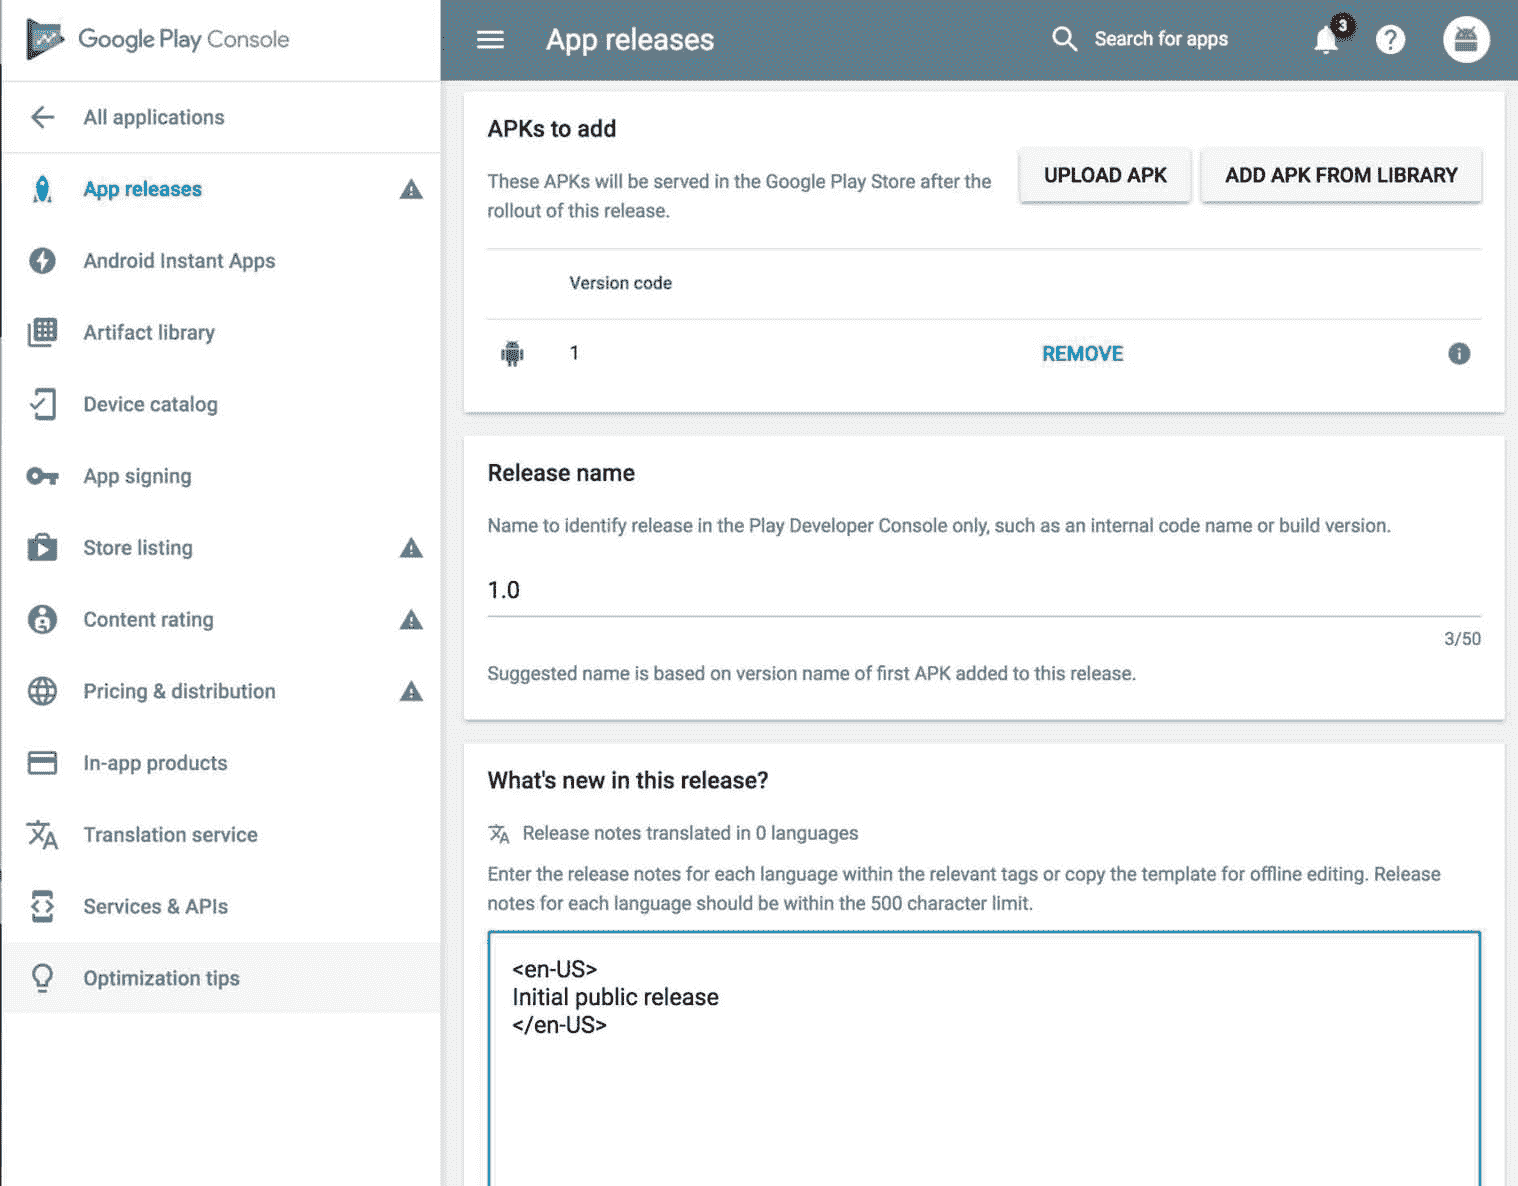 Google Play Console
App releases
Search for apps
3
All applications
App releases
Android Instant Apps
Artifact library
Device catalog
App signing
Store listing
Content rating
Pricing & distribution
In-app products
Translation service
Services & APIs
Optimization tips
APKs to add
These APKs will be served in the Google Play Store after the
rollout of this release.
UPLOAD APK
ADD APK FROM LIBRARY
Version code
1
REMOVE
Release name
Name to identify release in the Play Developer Console only, such as an internal code name or build version.
1.0
3/50
Suggested name is based on version name of first APK added to this release.
What's new in this release?
Release notes translated in 0 languages
Enter the release notes for each language within the relevant tags or copy the template for offline editing. Release
notes for each language should be within the 500 character limit.
<en-US>
Initial public release
</en-US>